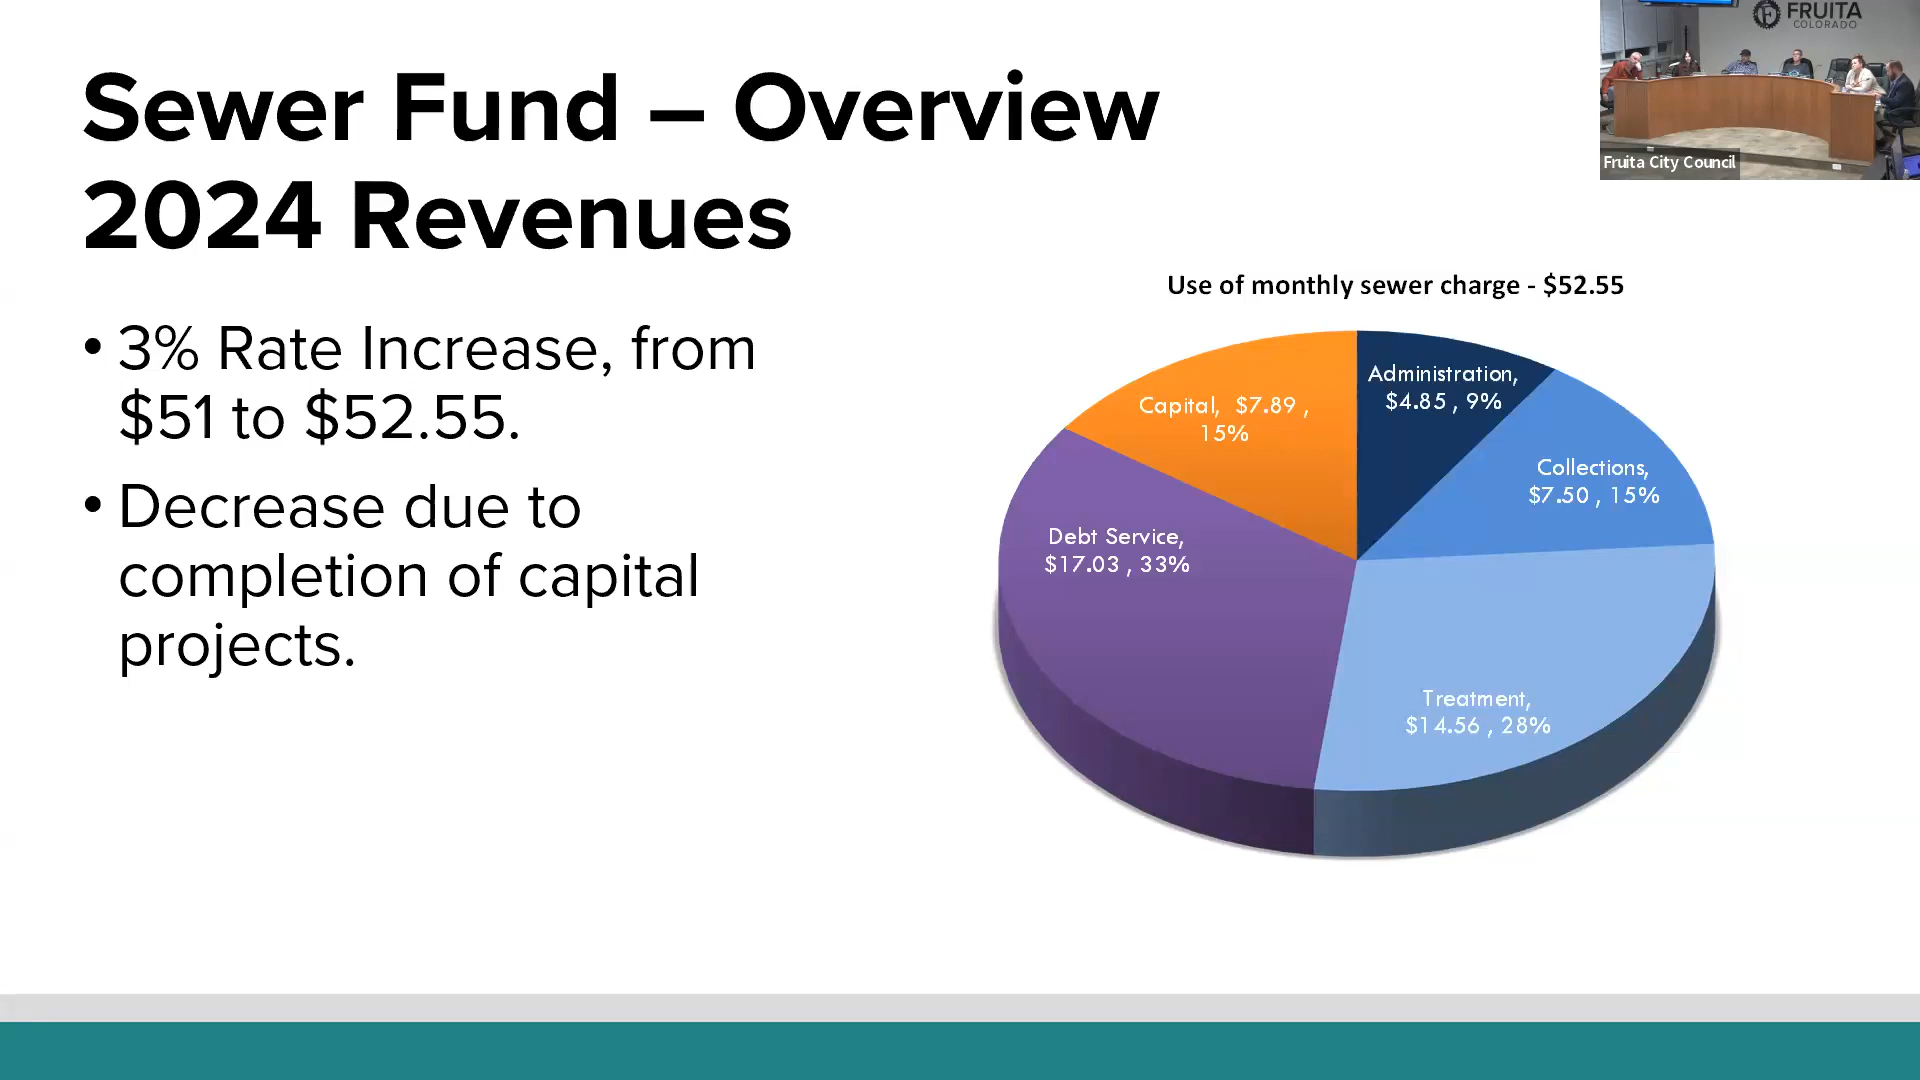 FRUITA
COLORADO
Fruita City Council
Sewer Fund – Overview
2024 Revenues
• 3% Rate Increase, from
$51 to $52.55.
• Decrease due to
completion of capital
projects.
Use of monthly sewer charge - $52.55
Administration,
$4.85 , 9%
Collections,
$7.50 , 15%
Treatment,
$14.56 , 28%
Debt Service,
$17.03 , 33%
Capital,  $7.89 ,
15%